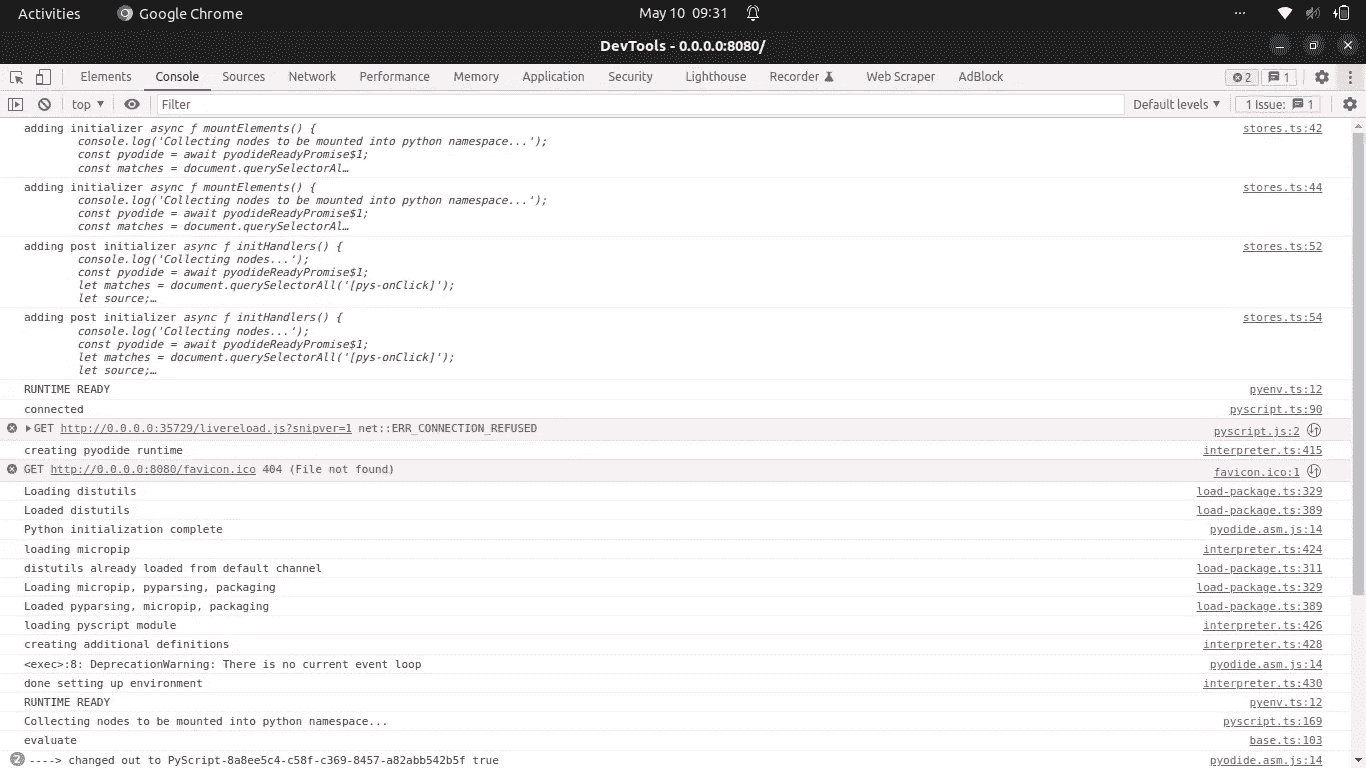 Activities Google Chrome May 10 09:31 ...
DevTools - 0.0.0.0:8080/
Elements Console Sources Network Performance Memory Application Security Lighthouse Recorder Web Scraper AdBlock 2 1
top Filter Default levels 1 Issue: 1
adding initializer async ƒ mountElements() { stores.ts:42
console.log('Collecting nodes to be mounted into python namespace...');
const pyodide = await pyodideReadyPromise$1;
const matches = document.querySelectorAl…
adding initializer async ƒ mountElements() { stores.ts:44
console.log('Collecting nodes to be mounted into python namespace...');
const pyodide = await pyodideReadyPromise$1;
const matches = document.querySelectorAl…
adding post initializer async ƒ initHandlers() { stores.ts:52
console.log('Collecting nodes...');
const pyodide = await pyodideReadyPromise$1;
let matches = document.querySelectorAll('[pys-onClick]');
let source;…
adding post initializer async ƒ initHandlers() { stores.ts:54
console.log('Collecting nodes...');
const pyodide = await pyodideReadyPromise$1;
let matches = document.querySelectorAll('[pys-onClick]');
let source;…
RUNTIME READY pyenv.ts:12
connected pyscript.ts:90
GET http://0.0.0.0:35729/livereload.js?snipver=1 net::ERR_CONNECTION_REFUSED pyscript.js:2
creating pyodide runtime interpreter.ts:415
GET http://0.0.0.0:8080/favicon.ico 404 (File not found) favicon.ico:1
Loading distutils load-package.ts:329
Loaded distutils load-package.ts:389
Python initialization complete pyodide.asm.js:14
loading micropip interpreter.ts:424
distutils already loaded from default channel load-package.ts:311
Loading micropip, pyparsing, packaging load-package.ts:329
Loaded pyparsing, micropip, packaging load-package.ts:389
loading pyscript module interpreter.ts:426
creating additional definitions interpreter.ts:428
<exec>:8: DeprecationWarning: There is no current event loop pyodide.asm.js:14
done setting up environment interpreter.ts:430
RUNTIME READY pyenv.ts:12
Collecting nodes to be mounted into python namespace... pyscript.ts:169
evaluate base.ts:103
2 ----> changed out to PyScript-8a8ee5c4-c58f-c369-8457-a82abb542b5f true pyodide.asm.js:14